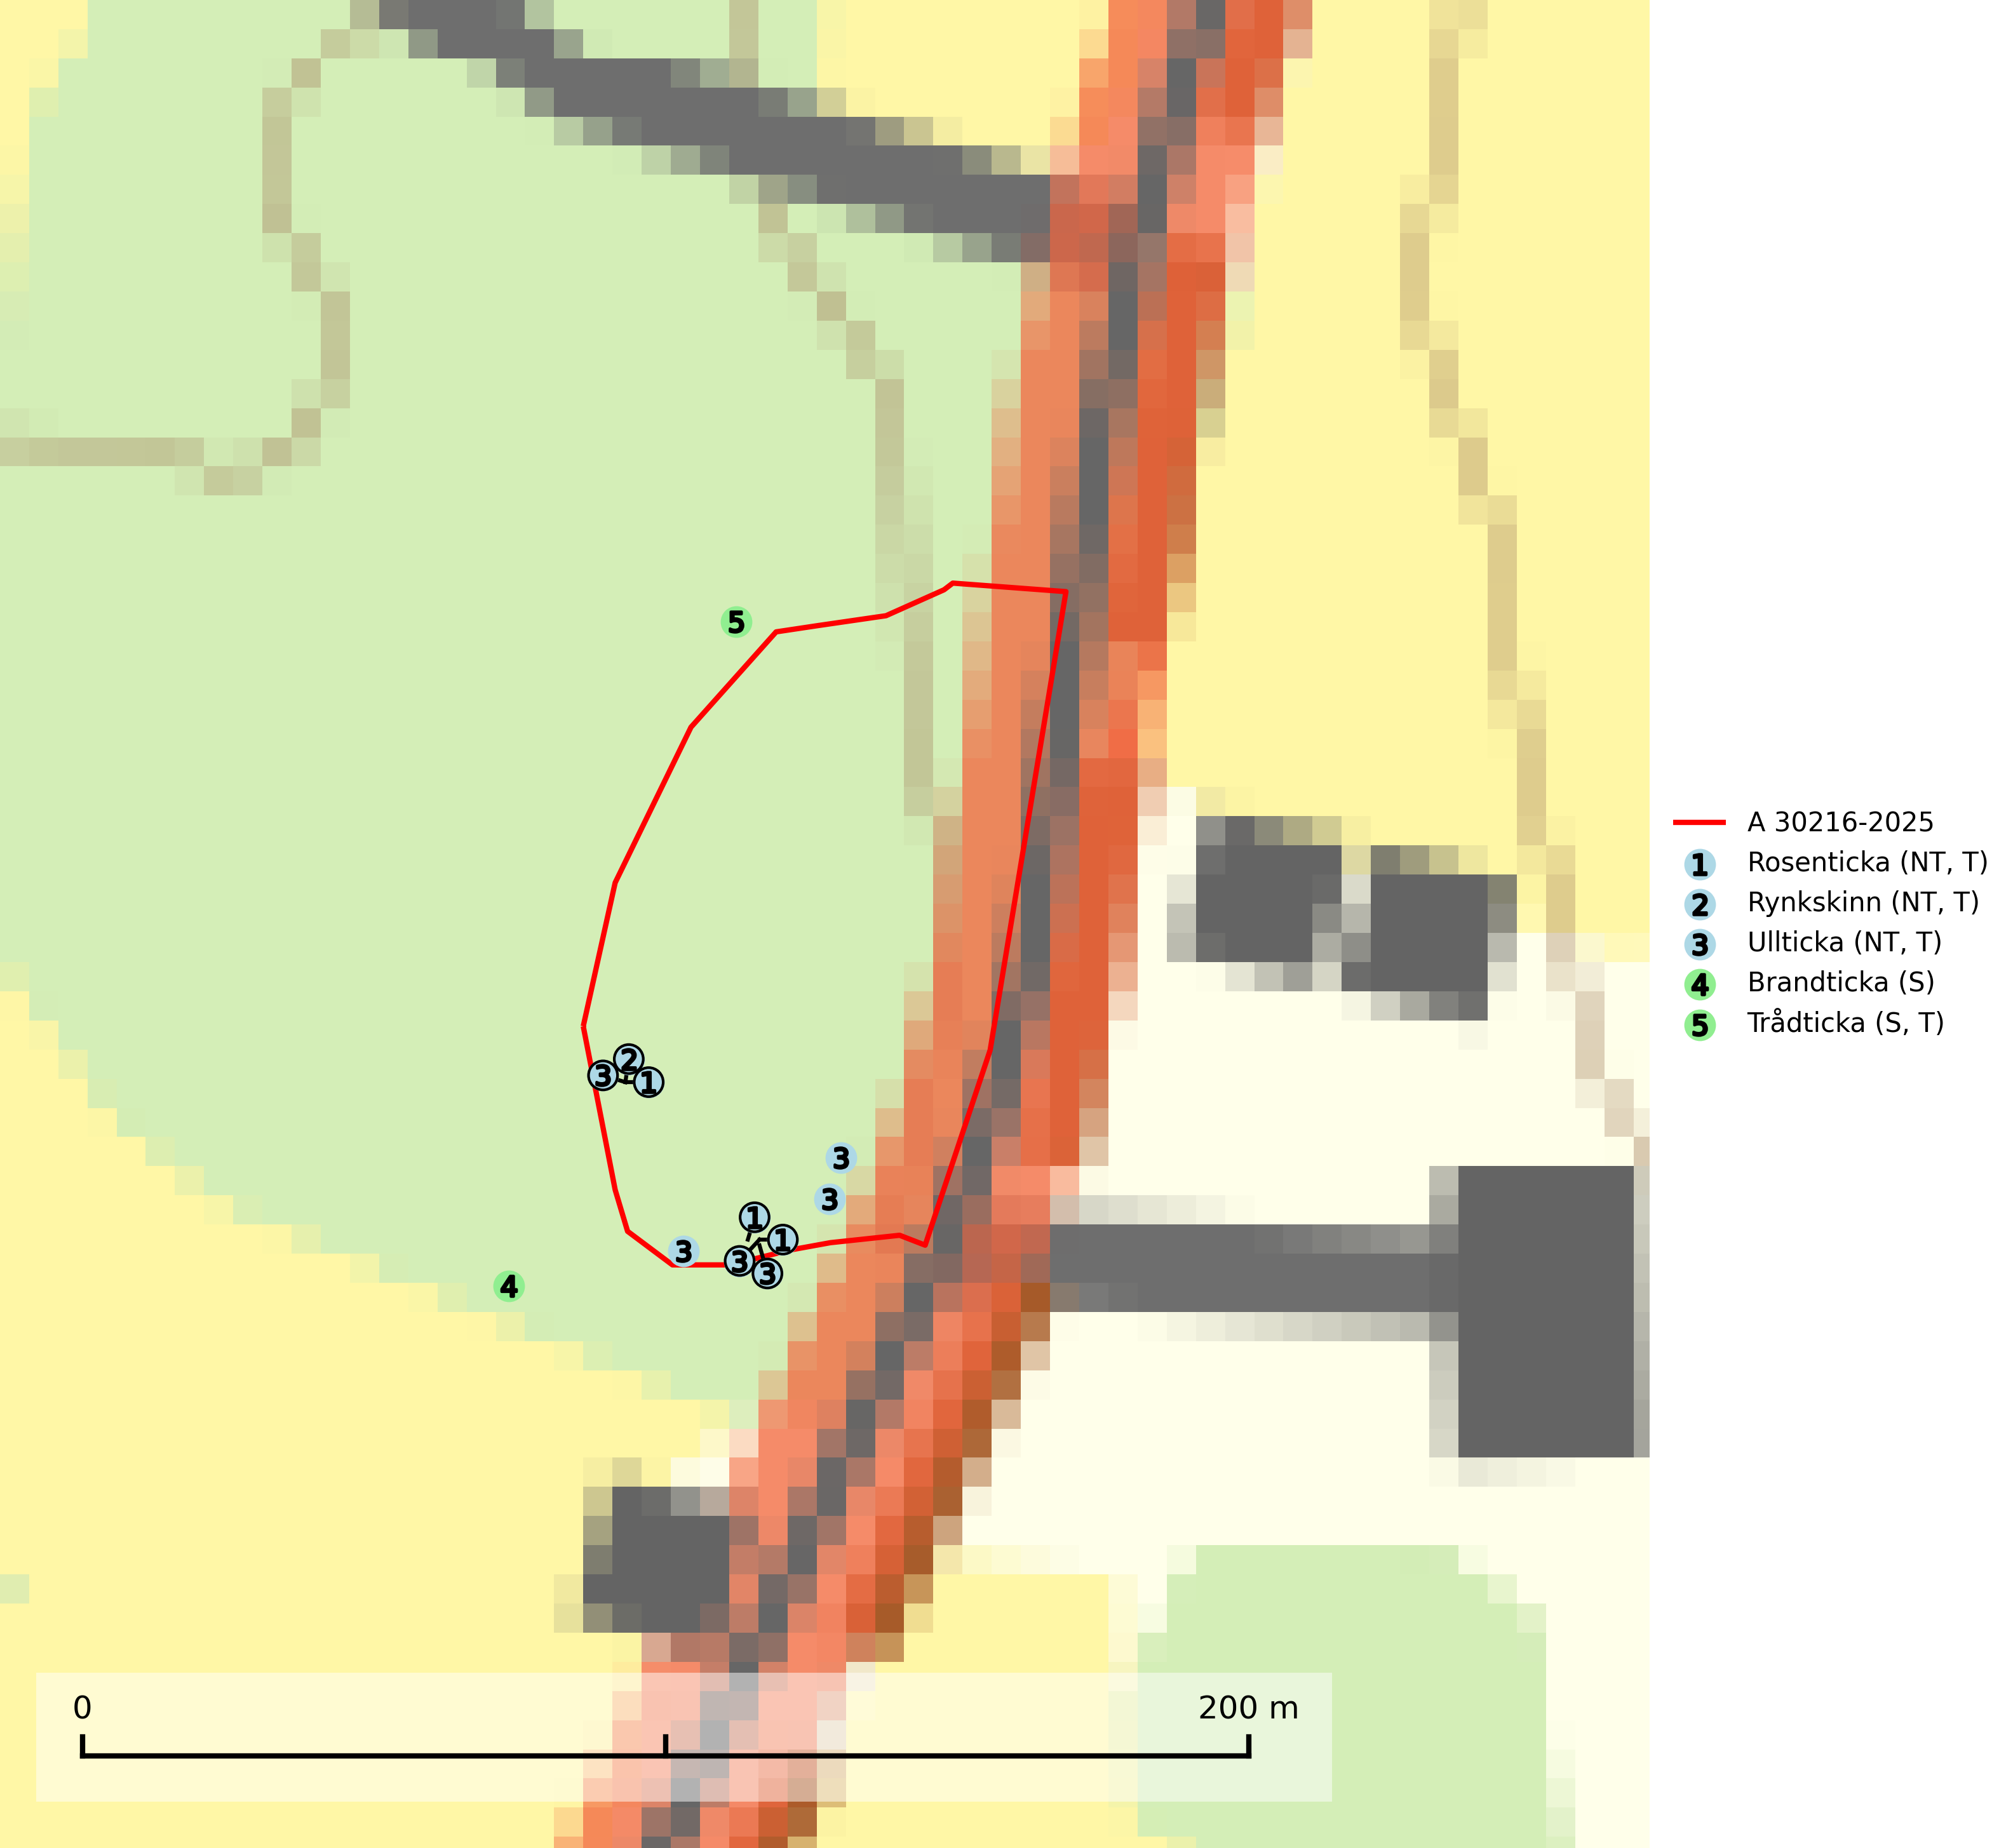 5
A 30216-2025
1 Rosenticka (NT, T)
2 Rynkskinn (NT, T)
3 Ullticka (NT, T)
4 Brandticka (S)
5 Trådticka (S, T)
2
3 1
3
3
1
1
3
3
3
4
0 200 m